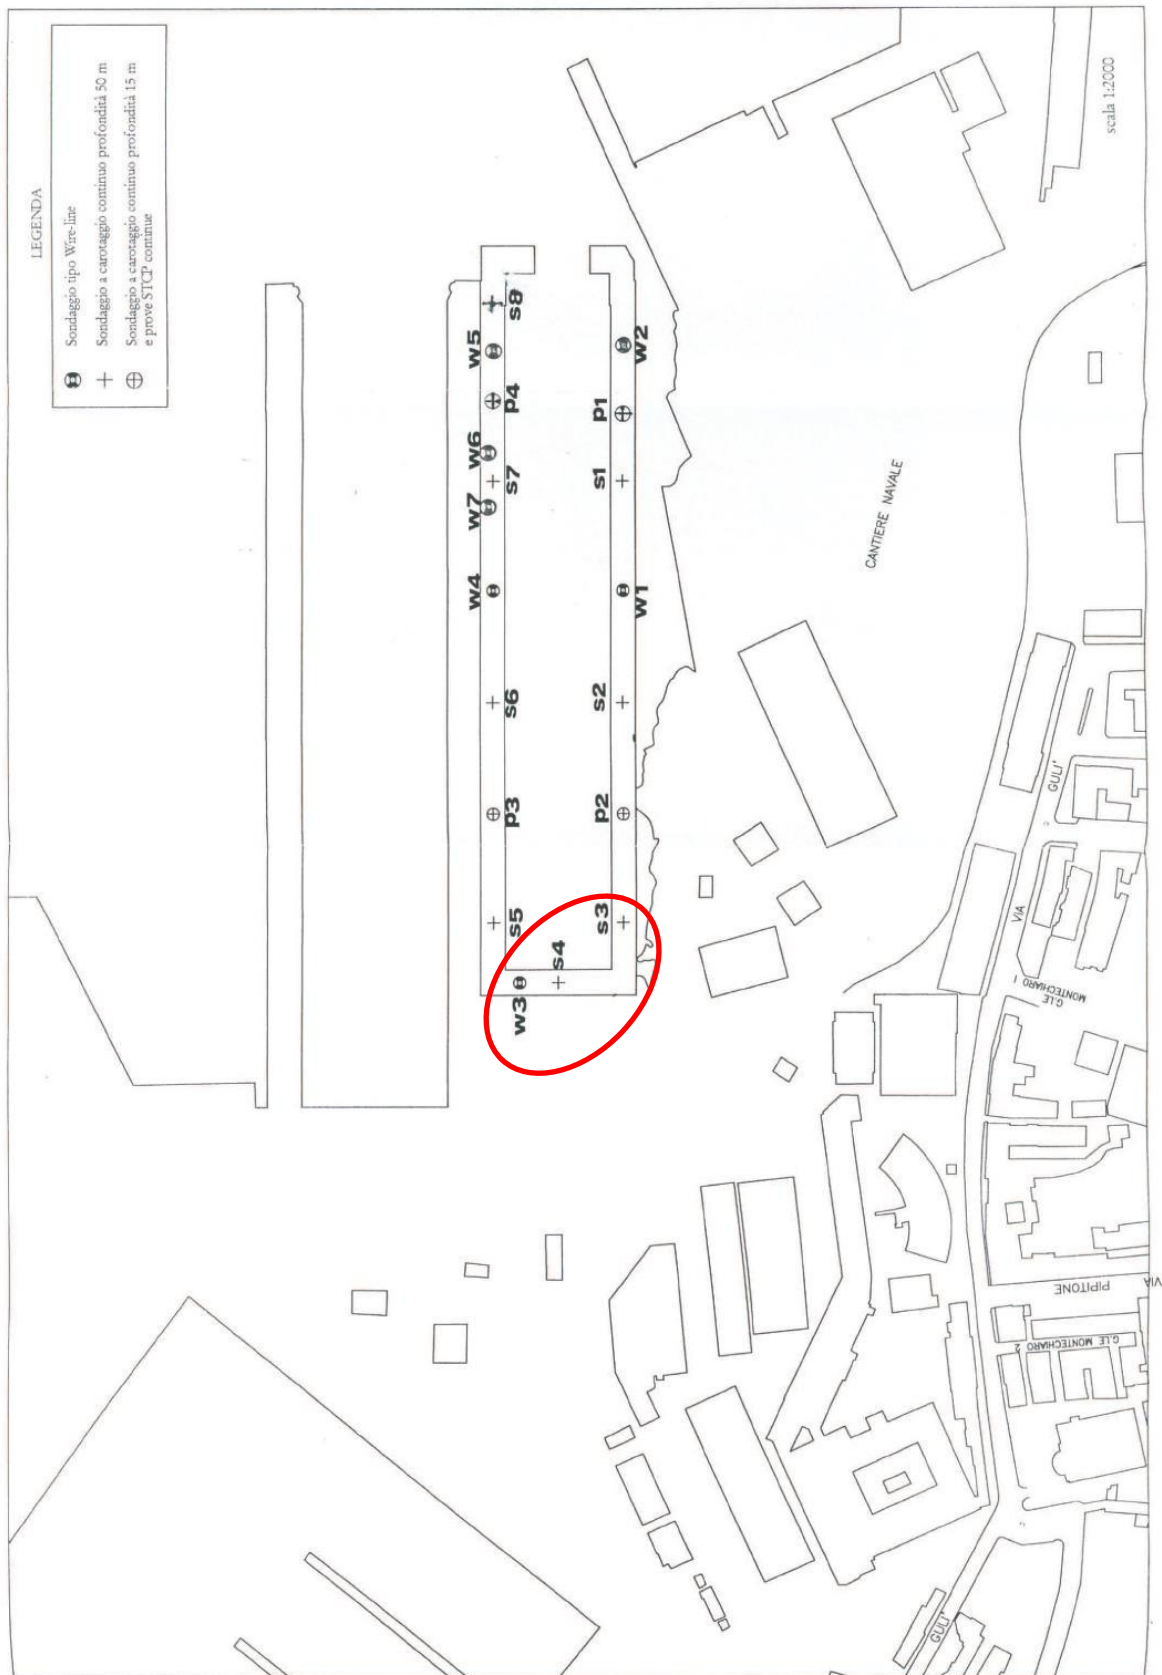 LEGENDA
Sondaggio tipo Wire-line
Sondaggio a carotaggio continuo profondità 50 m
Sondaggio a carotaggio continuo profondità 15 m
e prove STCP continue
scala 1:2000
w5
s8
p4
w6
s7
w7
w4
s6
p3
s5
w3
s4
w2
p1
s1
w1
s2
p2
s3
CANTIERE NAVALE
VIA
GULI'
C.LE
MONTECHIARO 1
VIA
PIPITONE
C.LE MONTECHIARO 2
GULI'